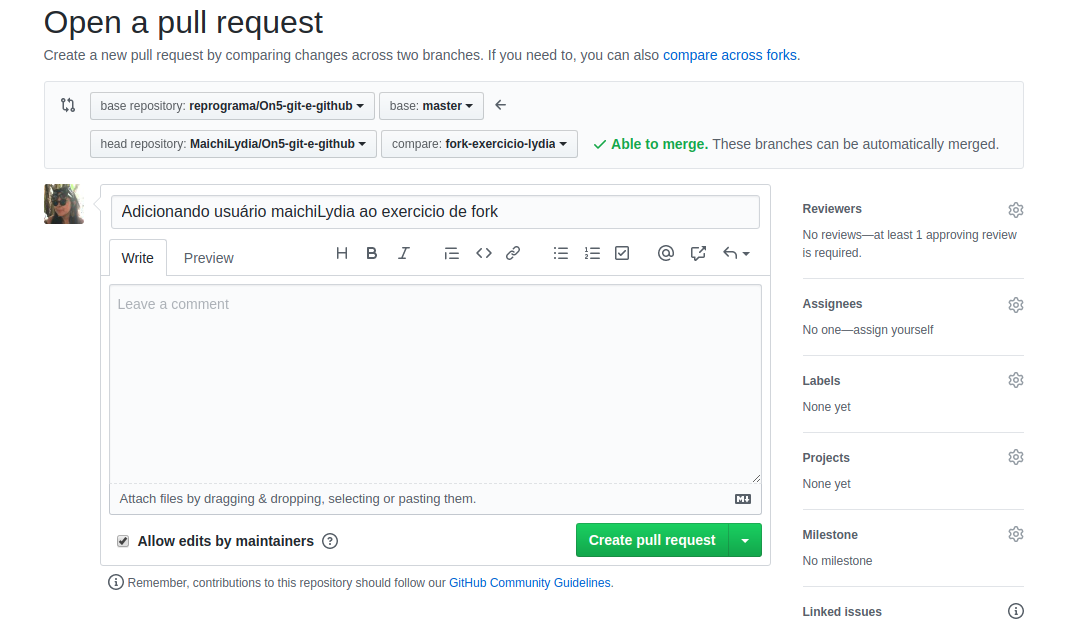 Open a pull request
Create a new pull request by comparing changes across two branches. If you need to, you can also compare across forks.
base repository: reprograma/On5-git-e-github
base: master
head repository: MaichiLydia/On5-git-e-github
compare: fork-exercicio-lydia
Able to merge. These branches can be automatically merged.
Adicionando usuário maichiLydia ao exercicio de fork
Write
Preview
Leave a comment
Attach files by dragging & dropping, selecting or pasting them.
Allow edits by maintainers
Create pull request
Remember, contributions to this repository should follow our GitHub Community Guidelines.
Reviewers
No reviews—at least 1 approving review
is required.
Assignees
No one—assign yourself
Labels
None yet
Projects
None yet
Milestone
No milestone
Linked issues